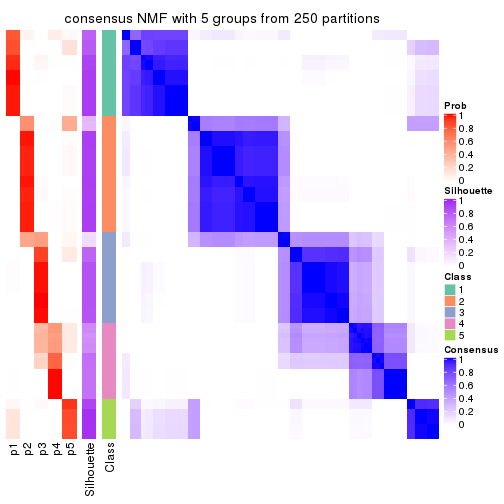 consensus NMF with 5 groups from 250 partitions
Prob
1
0.8
0.6
0.4
0.2
0
Silhouette
1
0.8
0.6
0.4
0.2
0
Class
1
2
3
4
5
Consensus
1
0.8
0.6
0.4
0.2
0
p1
p2
p3
p4
p5
Silhouette
Class